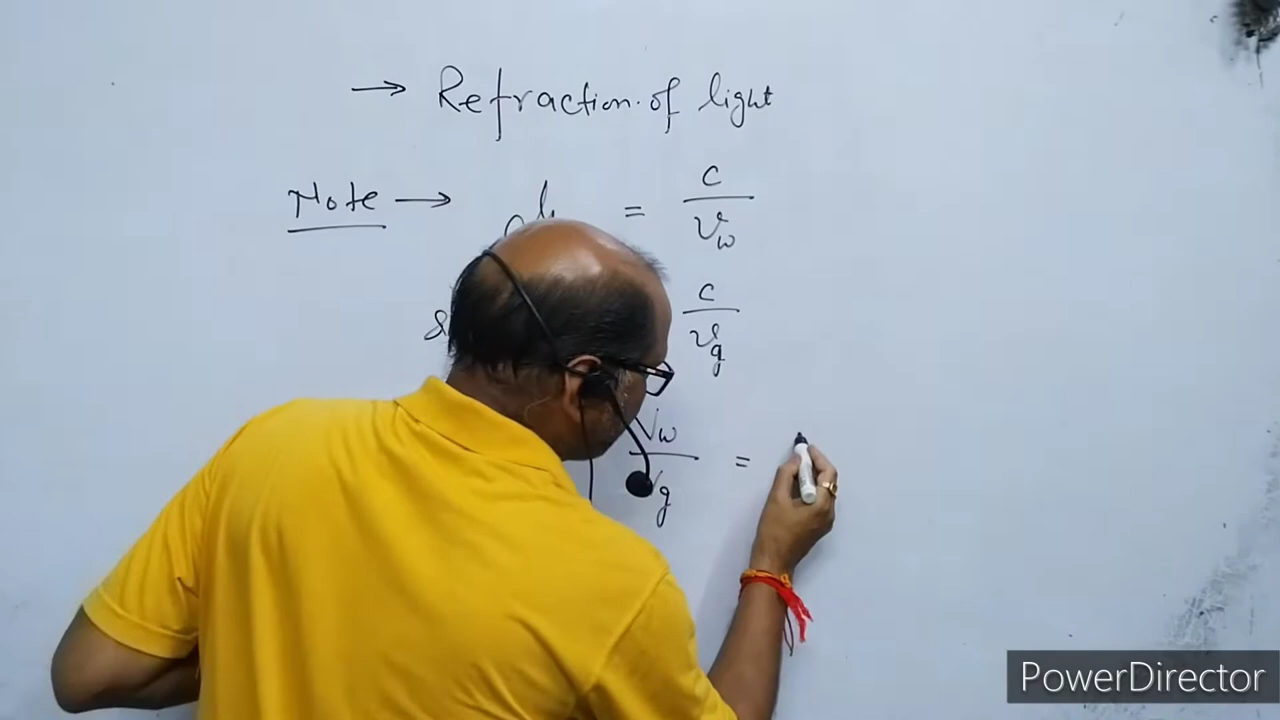 → Refraction of light
Note → = c / v_w
& c / v_g
v_w / v_g =
PowerDirector